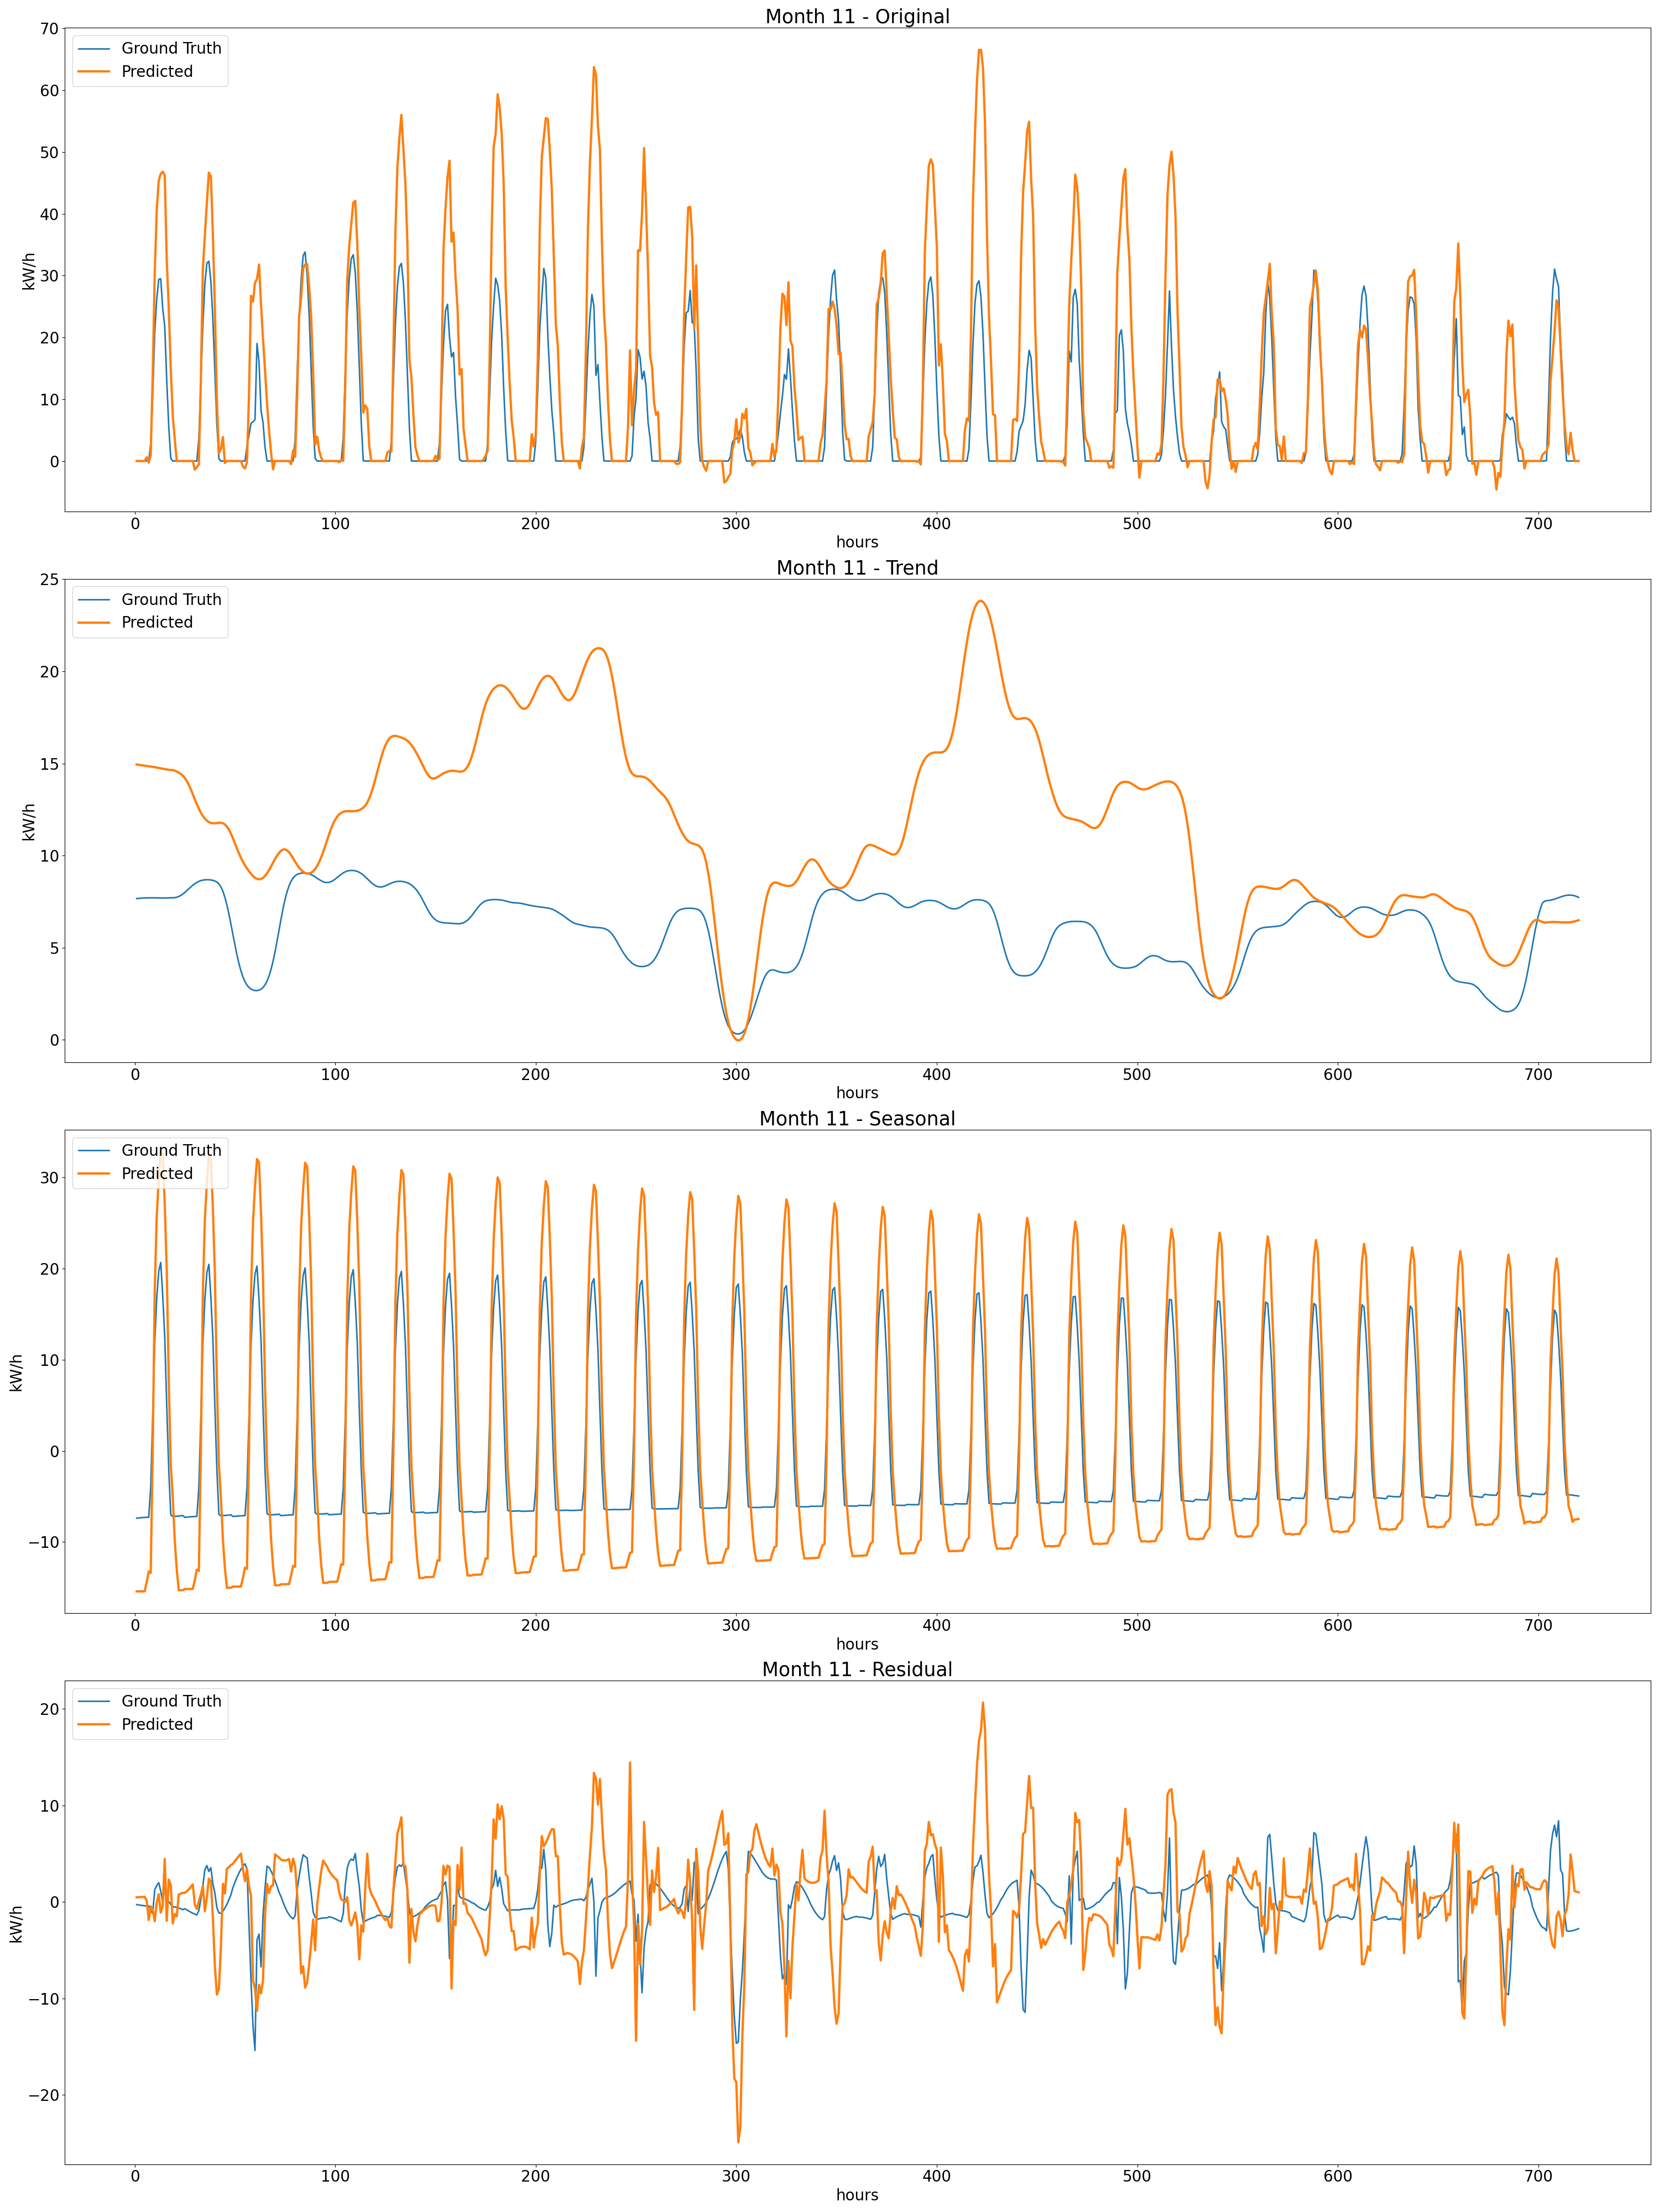 Month 11 - Original
Ground Truth
Predicted
kW/h
70
60
50
40
30
20
10
0
0 100 200 300 400 500 600 700
hours
Month 11 - Trend
Ground Truth
Predicted
kW/h
25
20
15
10
5
0
0 100 200 300 400 500 600 700
hours
Month 11 - Seasonal
Ground Truth
Predicted
kW/h
30
20
10
0
−10
0 100 200 300 400 500 600 700
hours
Month 11 - Residual
Ground Truth
Predicted
kW/h
20
10
0
−10
−20
0 100 200 300 400 500 600 700
hours